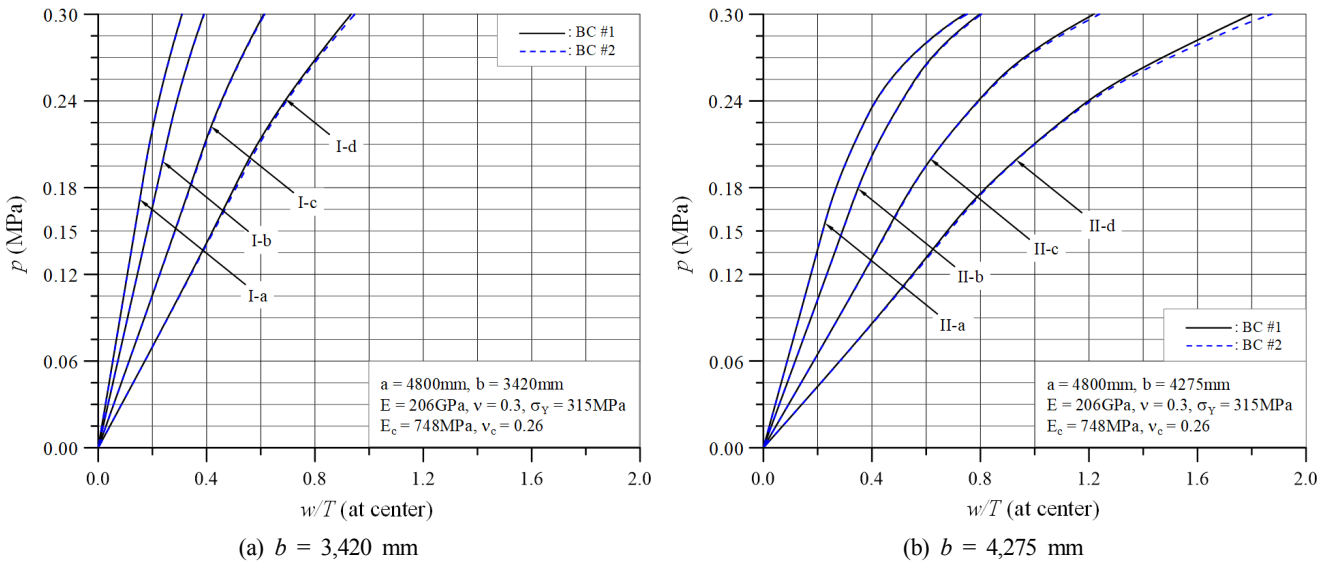 0.30
0.24
0.18
0.15
0.12
0.06
0.00
p (MPa)
: BC #1
: BC #2
I-d
I-c
I-b
I-a
a = 4800mm, b = 3420mm
E = 206GPa, ν = 0.3, σY = 315MPa
Ec = 748MPa, νc = 0.26
0.0 0.4 0.8 1.2 1.6 2.0
w/T (at center)
(a) b = 3,420 mm
0.30
0.24
0.18
0.15
0.12
0.06
0.00
p (MPa)
II-d
II-c
II-b
II-a
: BC #1
: BC #2
a = 4800mm, b = 4275mm
E = 206GPa, ν = 0.3, σY = 315MPa
Ec = 748MPa, νc = 0.26
0.0 0.4 0.8 1.2 1.6 2.0
w/T (at center)
(b) b = 4,275 mm